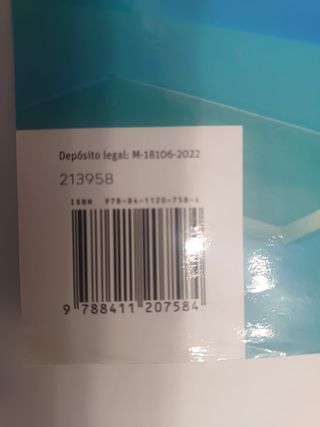 Depósito legal: M-18106-2022
213958
ISBN 978-84-1120-758-4
9 788411 207584